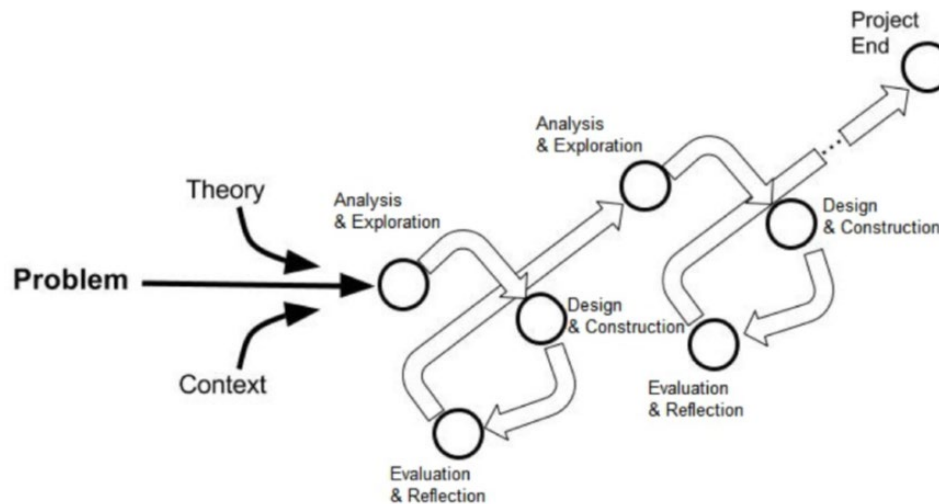 Project
End
Analysis
& Exploration
Theory
Analysis
& Exploration
Design
& Construction
Problem
Design
& Construction
Context
Evaluation
& Reflection
Evaluation
& Reflection